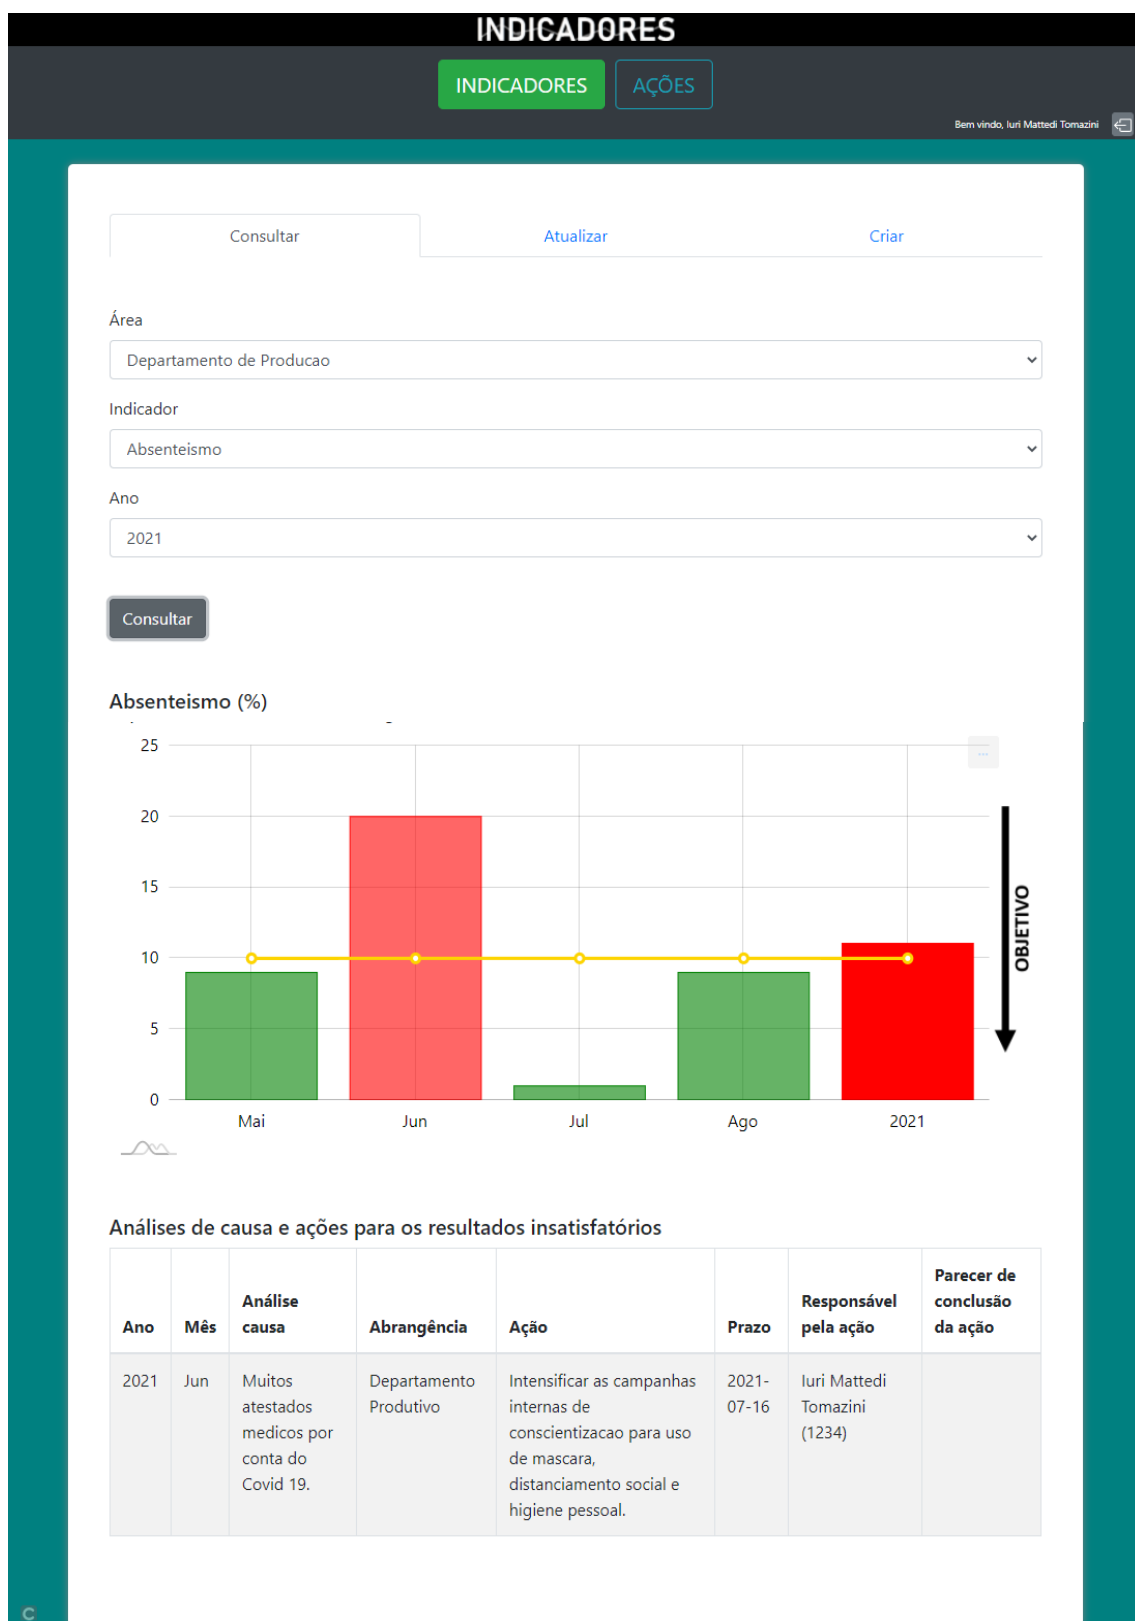 INDICADORES
INDICADORES
AÇÕES
Bem vindo, Iuri Mattedi Tomazini
Consultar
Atualizar
Criar
Área
Departamento de Producao
Indicador
Absenteismo
Ano
2021
Consultar
Absenteismo (%)
25
20
15
10
5
0
Mai
Jun
Jul
Ago
2021
OBJETIVO
Análises de causa e ações para os resultados insatisfatórios
Ano
Mês
Análise
causa
Abrangência
Ação
Prazo
Responsável
pela ação
Parecer de
conclusão
da ação
2021
Jun
Muitos
atestados
medicos por
conta do
Covid 19.
Departamento
Produtivo
Intensificar as campanhas
internas de
conscientizacao para uso
de mascara,
distanciamento social e
higiene pessoal.
2021-
07-16
Iuri Mattedi
Tomazini
(1234)
C